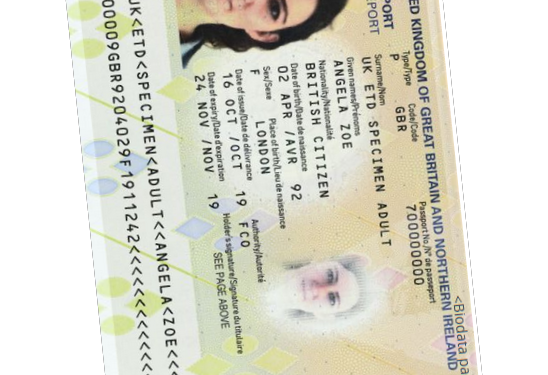 <Biodata pa
ED KINGDOM OF GREAT BRITAIN AND NORTHERN IRELAND
PORT Type/Type Code/Code Passport No./Nº de passeport
PORT P GBR 700000000
Surname/Nom
UK ETD SPECIMEN ADULT
Given names/Prénoms
ANGELA ZOE
Nationality/Nationalité
BRITISH CITIZEN
Date of birth/Date de naissance
02 APR /AVR 92
Sex/Sexe Place of birth/Lieu de naissance
F LONDON
Date of issue/Date de délivrance Authority/Autorité
16 OCT /OCT 19 FCO
Date of expiry/Date d'expiration Holder's signature/Signature du titulaire
24 NOV /NOV 19 SEE PAGE ABOVE
UK<ETD<SPECIMEN<ADULT<<ANGELA<ZOE<<<
00009GBR9204029F1911242<<<<<<<<